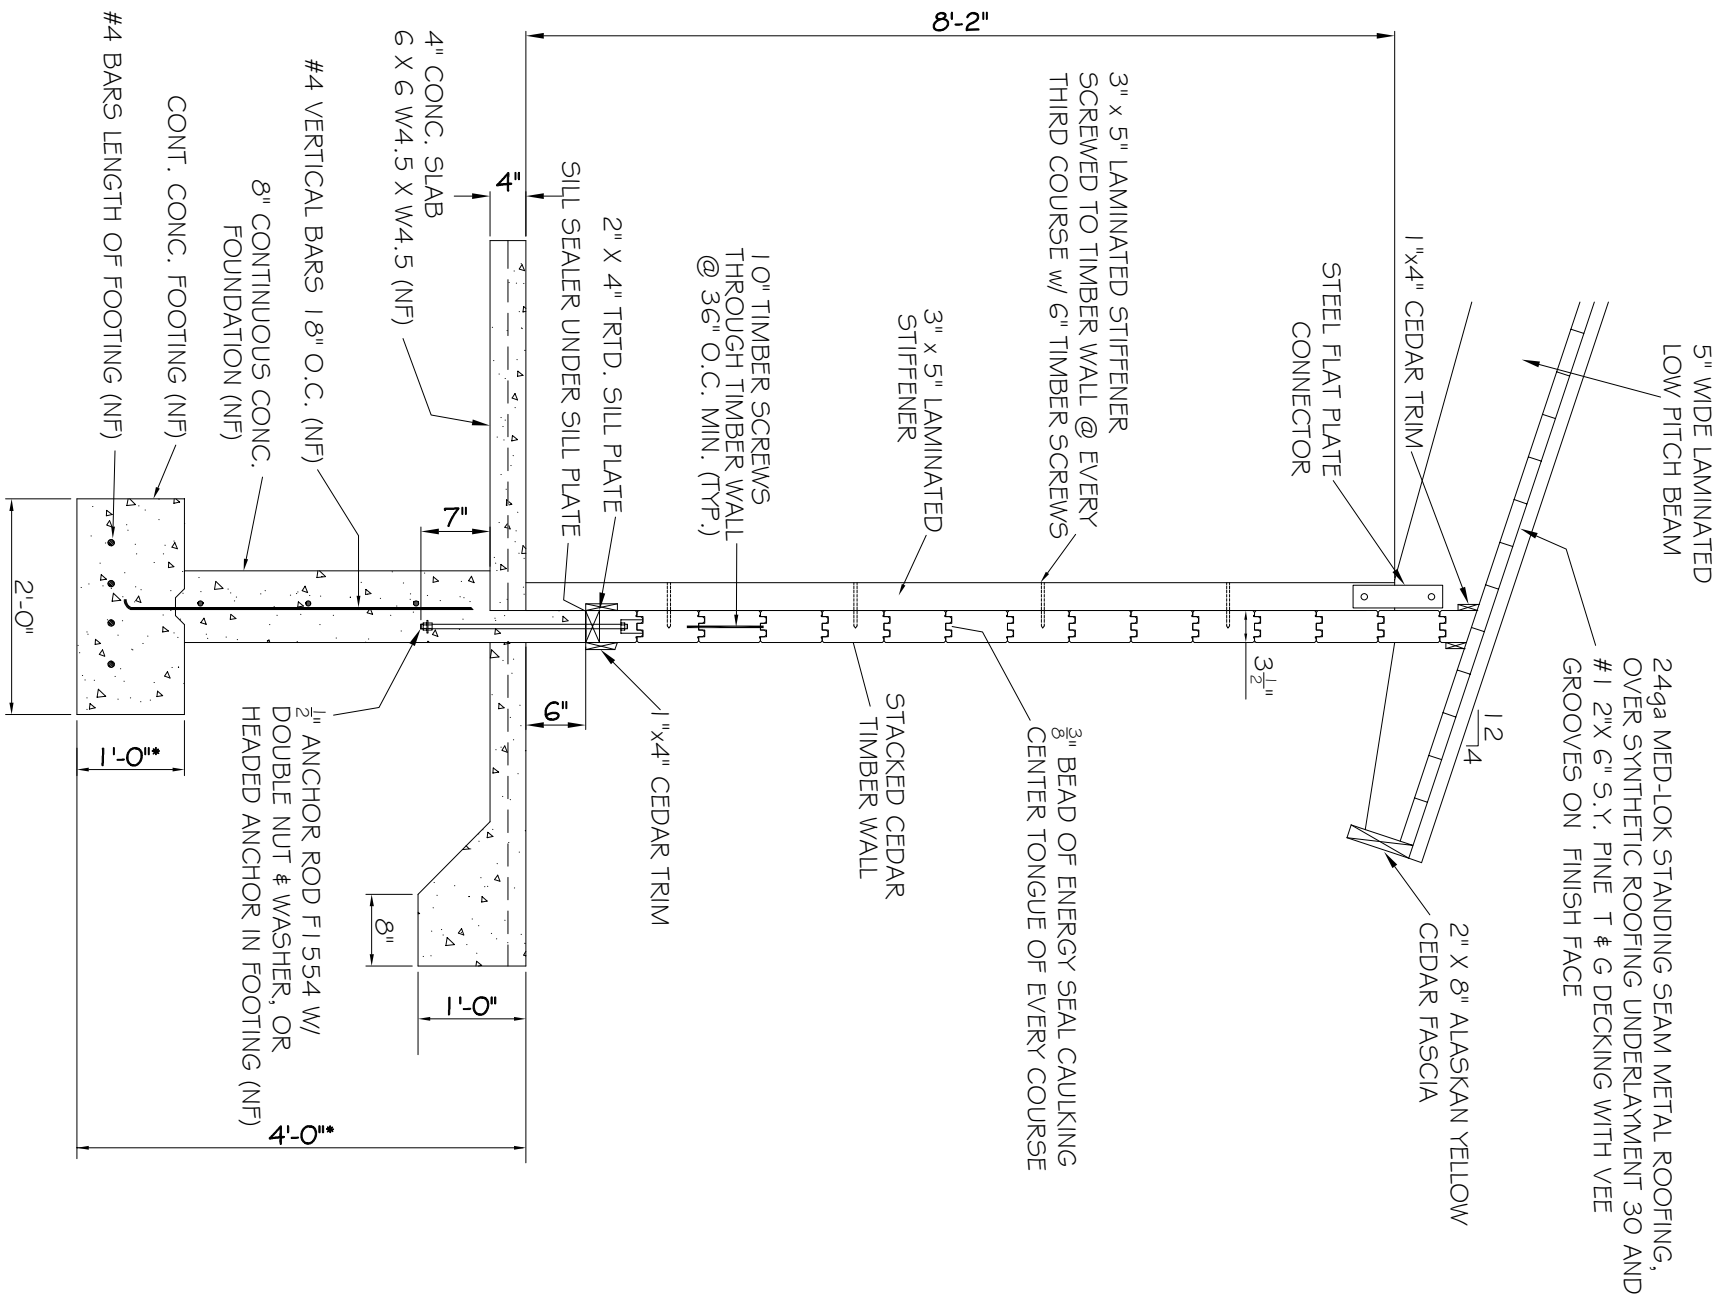 5" WIDE LAMINATED
LOW PITCH BEAM
1"x4" CEDAR TRIM
STEEL FLAT PLATE
CONNECTOR
3" x 5" LAMINATED STIFFENER
SCREWED TO TIMBER WALL @ EVERY
THIRD COURSE w/ 6" TIMBER SCREWS
3" x 5" LAMINATED
STIFFENER
10" TIMBER SCREWS
THROUGH TIMBER WALL
@ 36" O.C. MIN. (TYP.)
2" X 4" TRTD. SILL PLATE
SILL SEALER UNDER SILL PLATE
4" CONC. SLAB
6 X 6 W4.5 X W4.5 (NF)
#4 VERTICAL BARS 18" O.C. (NF)
8" CONTINUOUS CONC.
FOUNDATION (NF)
CONT. CONC. FOOTING (NF)
#4 BARS LENGTH OF FOOTING (NF)
8'-2"
4"
7"
2'-0"
24ga MED-LOK STANDING SEAM METAL ROOFING,
OVER SYNTHETIC ROOFING UNDERLAYMENT 30 AND
#1 2"X 6" S.Y. PINE T & G DECKING WITH VEE
GROOVES ON FINISH FACE
12
4
2" X 8" ALASKAN YELLOW
CEDAR FASCIA
3 1/2"
3/8" BEAD OF ENERGY SEAL CAULKING
CENTER TONGUE OF EVERY COURSE
STACKED CEDAR
TIMBER WALL
1"x4" CEDAR TRIM
6"
8"
1'-0"
1/2" ANCHOR ROD F1554 W/
DOUBLE NUT & WASHER, OR
HEADED ANCHOR IN FOOTING (NF)
1'-0"*
4'-0"*